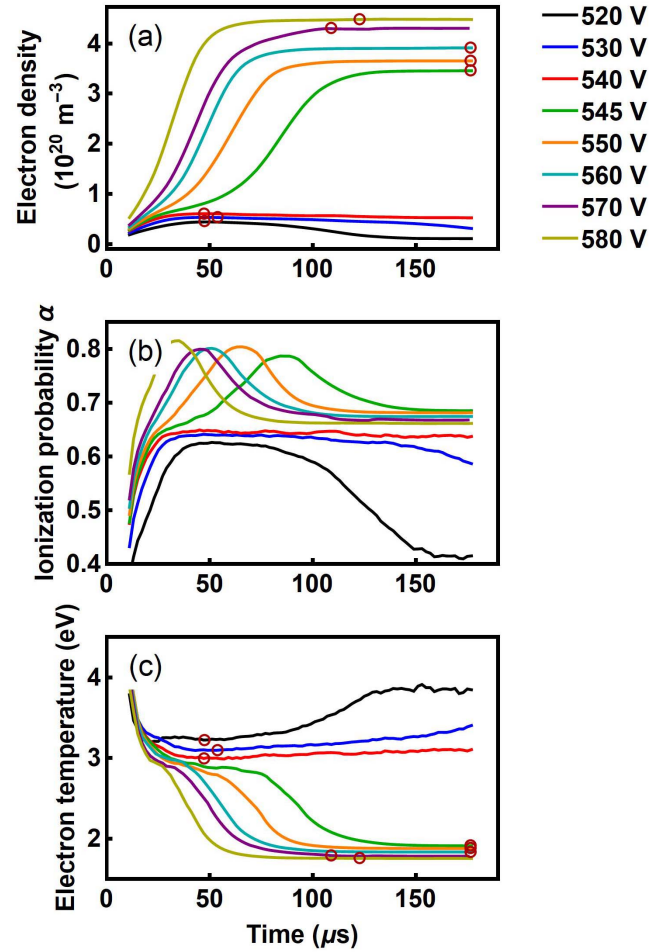 (a)
Electron density
(10²⁰ m⁻³)
4
3
2
1
0
0
50
100
150
520 V
530 V
540 V
545 V
550 V
560 V
570 V
580 V
(b)
Ionization probability α
0.8
0.7
0.6
0.5
0.4
0
50
100
150
(c)
Electron temperature (eV)
4
3
2
0
50
100
150
Time (μs)